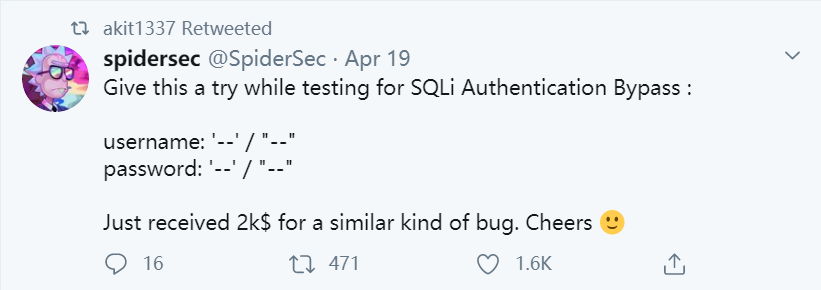 akit1337 Retweeted
spidersec @SpiderSec · Apr 19
Give this a try while testing for SQLi Authentication Bypass :
username: '--' / "--"
password: '--' / "--"
Just received 2k$ for a similar kind of bug. Cheers 🙂
16 471 1.6K